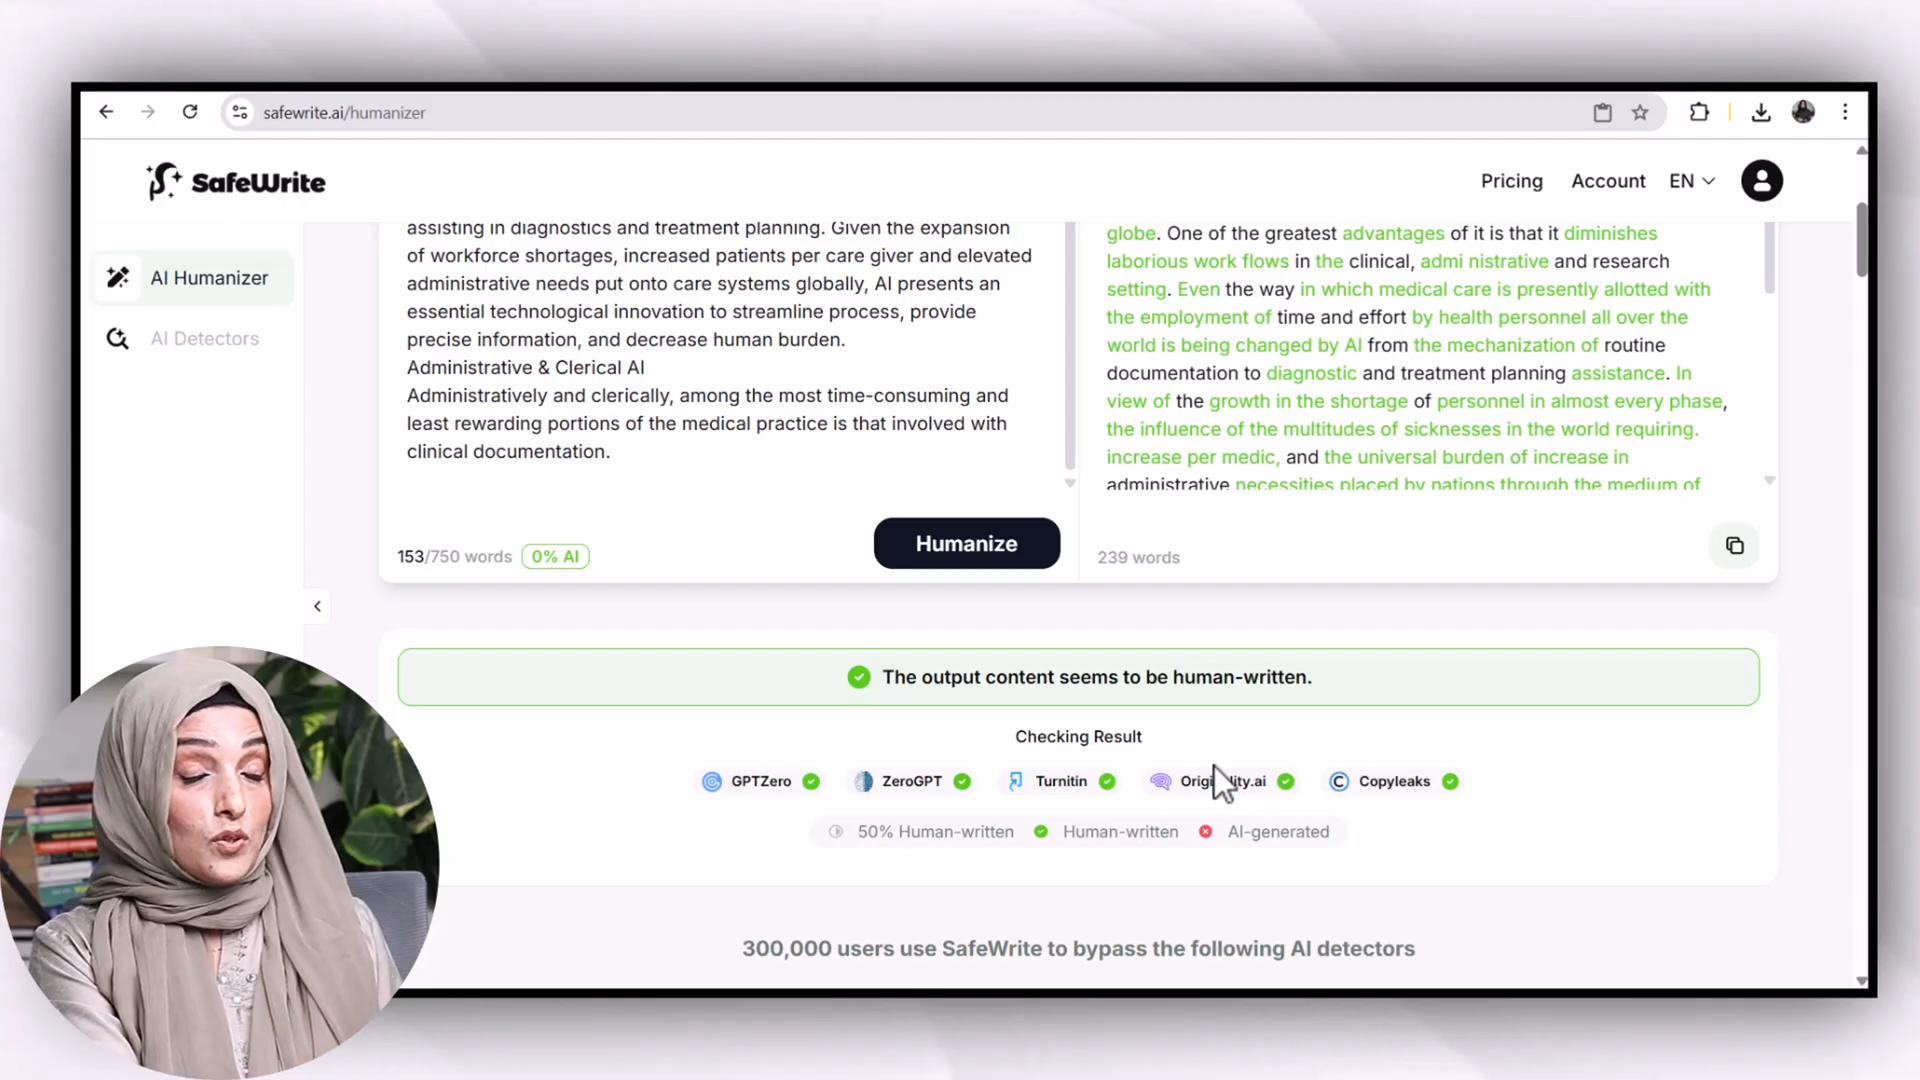 safewrite.ai/humanizer
SafeWrite
Pricing
Account
EN
AI Humanizer
AI Detectors
assisting in diagnostics and treatment planning. Given the expansion
of workforce shortages, increased patients per care giver and elevated
administrative needs put onto care systems globally, AI presents an
essential technological innovation to streamline process, provide
precise information, and decrease human burden.
Administrative & Clerical AI
Administratively and clerically, among the most time-consuming and
least rewarding portions of the medical practice is that involved with
clinical documentation.
153/750 words
0% AI
Humanize
globe. One of the greatest advantages of it is that it diminishes
laborious work flows in the clinical, admi nistrative and research
setting. Even the way in which medical care is presently allotted with
the employment of time and effort by health personnel all over the
world is being changed by AI from the mechanization of routine
documentation to diagnostic and treatment planning assistance. In
view of the growth in the shortage of personnel in almost every phase,
the influence of the multitudes of sicknesses in the world requiring.
increase per medic, and the universal burden of increase in
administrative necessities placed by nations through the medium of
239 words
The output content seems to be human-written.
Checking Result
GPTZero
ZeroGPT
Turnitin
Originality.ai
Copyleaks
50% Human-written
Human-written
AI-generated
300,000 users use SafeWrite to bypass the following AI detectors